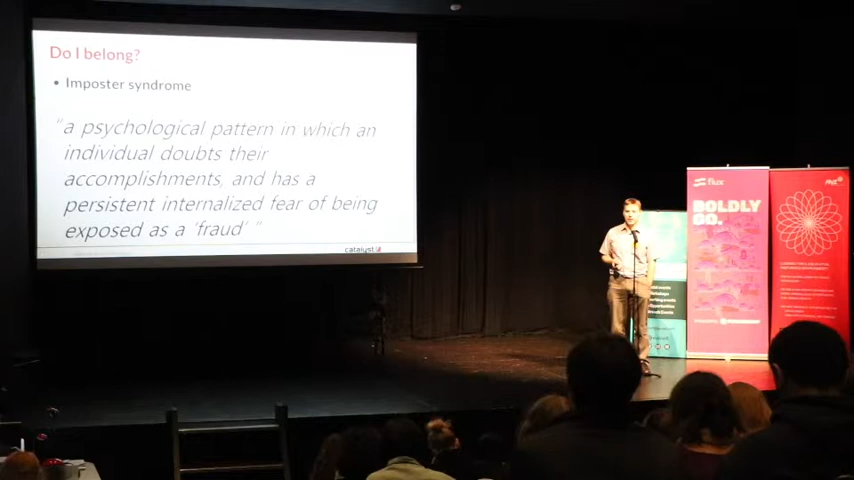 Do I belong?
• Imposter syndrome
“a psychological pattern in which an
individual doubts their
accomplishments, and has a
persistent internalized fear of being
exposed as a ‘fraud’ ”
catalyst
flux
BOLDLY
GO.